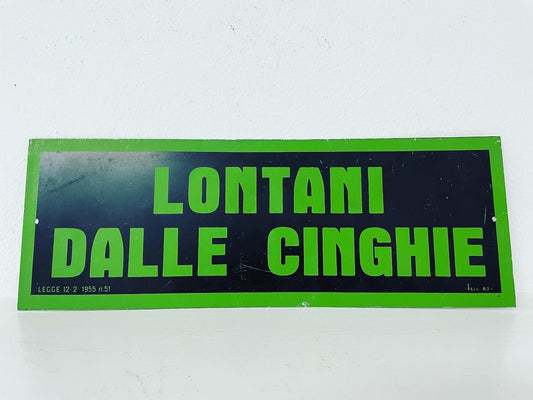 LONTANI
DALLE CINGHIE
LEGGE 12-2-1955 n.51